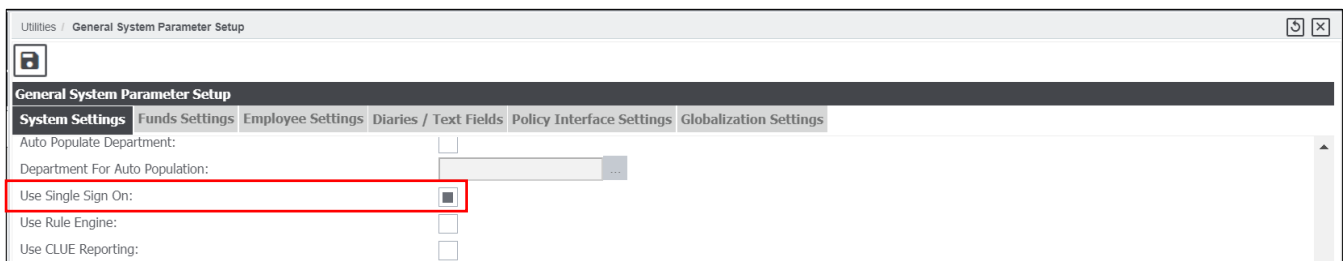 Utilities / General System Parameter Setup
General System Parameter Setup
System Settings Funds Settings Employee Settings Diaries / Text Fields Policy Interface Settings Globalization Settings
Auto Populate Department:
Department For Auto Population:
...
Use Single Sign On:
Use Rule Engine:
Use CLUE Reporting: